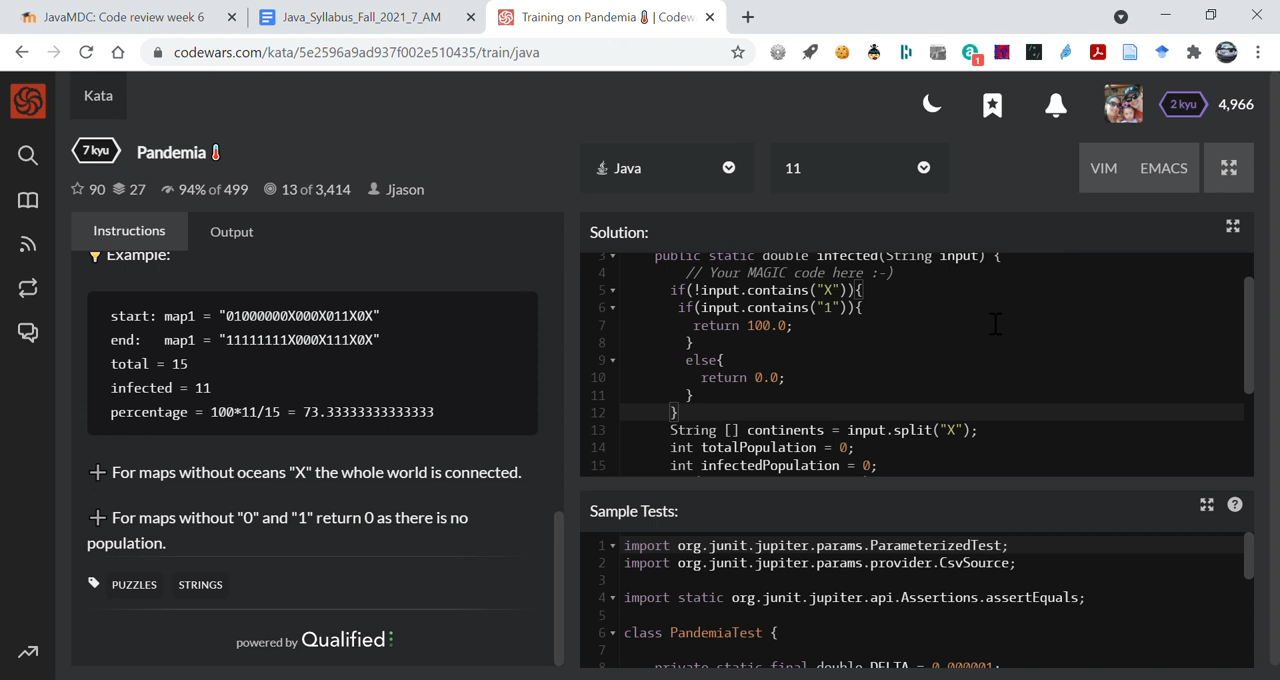 JavaMDC: Code review week 6
Java_Syllabus_Fall_2021_7_AM
Training on Pandemia | Codew
codewars.com/kata/5e2596a9ad937f002e510435/train/java
1
Kata
2 kyu
4,966
7 kyu
Pandemia
90 27 94% of 499 13 of 3,414 Jjason
Java
11
VIM EMACS
Instructions
Output
Example:
start: map1 = "01000000X000X011X0X"
end: map1 = "11111111X000X111X0X"
total = 15
infected = 11
percentage = 100*11/15 = 73.33333333333333
For maps without oceans "X" the whole world is connected.
For maps without "0" and "1" return 0 as there is no
population.
PUZZLES STRINGS
powered by Qualified
Solution:
3 public static double infected(String input) {
4 // Your MAGIC code here :-)
5 if(!input.contains("X")){
6 if(input.contains("1")){
7 return 100.0;
8 }
9 else{
10 return 0.0;
11 }
12 }
13 String [] continents = input.split("X");
14 int totalPopulation = 0;
15 int infectedPopulation = 0;
Sample Tests:
1 import org.junit.jupiter.params.ParameterizedTest;
2 import org.junit.jupiter.params.provider.CsvSource;
3
4 import static org.junit.jupiter.api.Assertions.assertEquals;
5
6 class PandemiaTest {
7
8 private static final double DELTA = 0.000001;